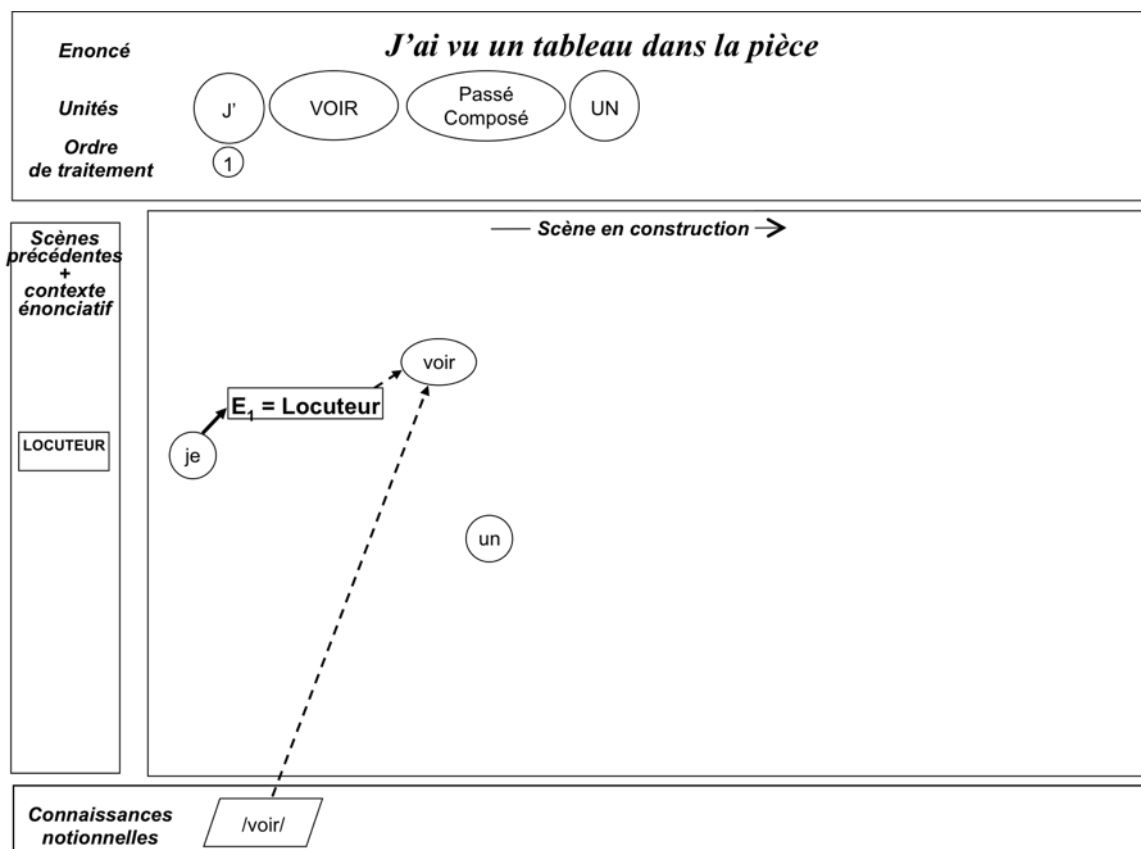 Enoncé
J'ai vu un tableau dans la pièce
Unités
J'
VOIR
Passé
Composé
UN
Ordre
de traitement
1
Scènes
précédentes
+
contexte
énonciatif
Scène en construction
voir
E1 = Locuteur
LOCUTEUR
je
un
Connaissances
notionnelles
/voir/